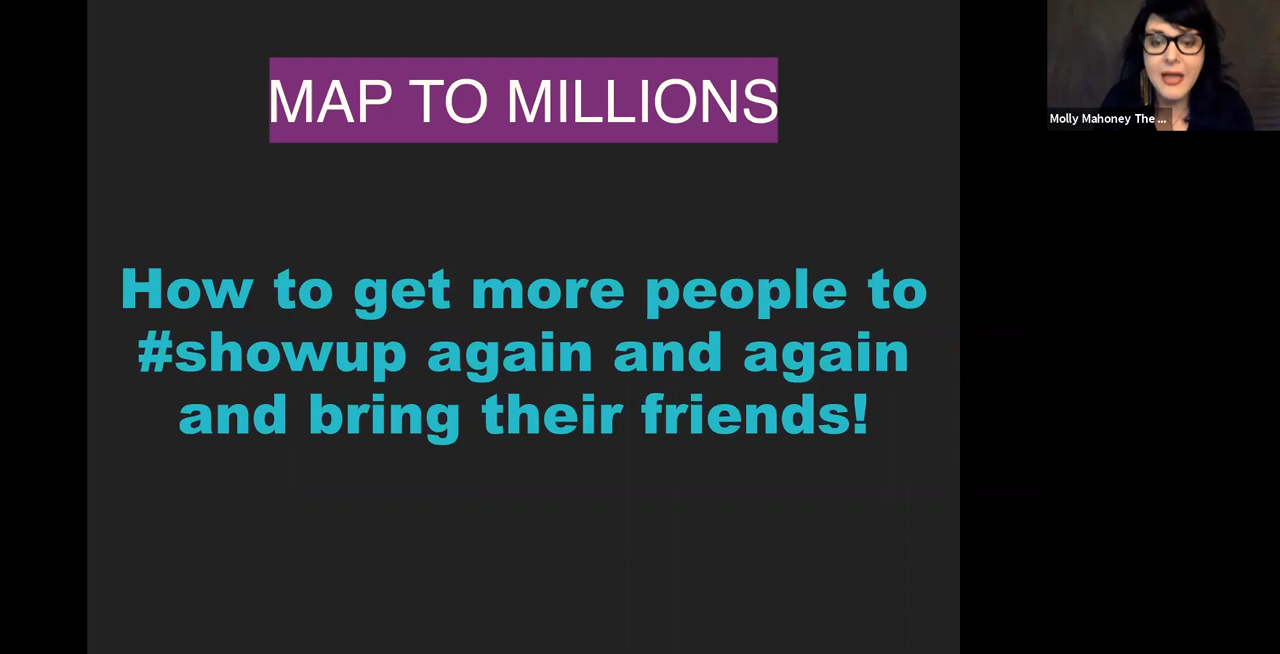 MAP TO MILLIONS
Molly Mahoney The ...
How to get more people to
#showup again and again
and bring their friends!